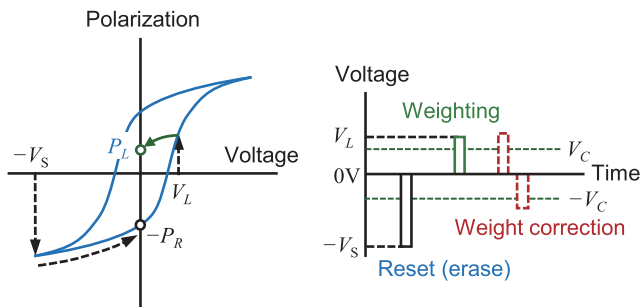 Polarization
−V_S
P_L
Voltage
V_L
−P_R
Voltage
Weighting
V_L
V_C
Time
0V
−V_C
Weight correction
−V_S
Reset (erase)